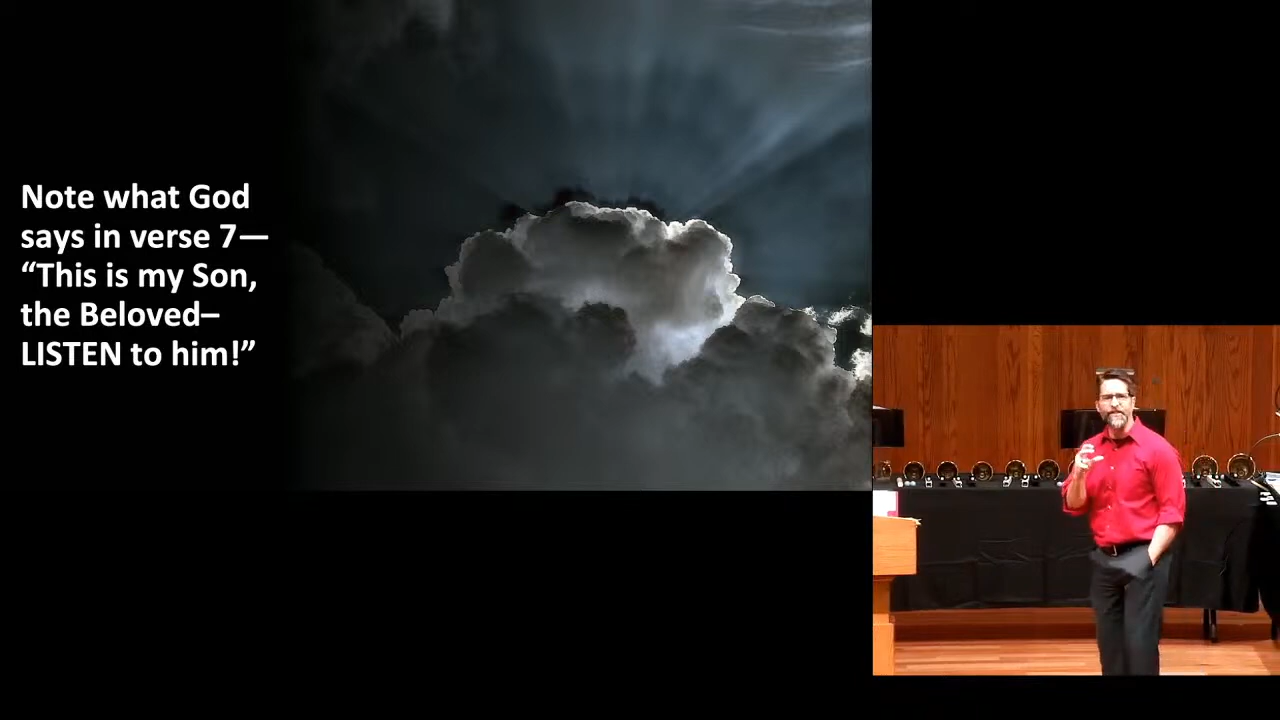 Note what God
says in verse 7—
“This is my Son,
the Beloved–
LISTEN to him!”